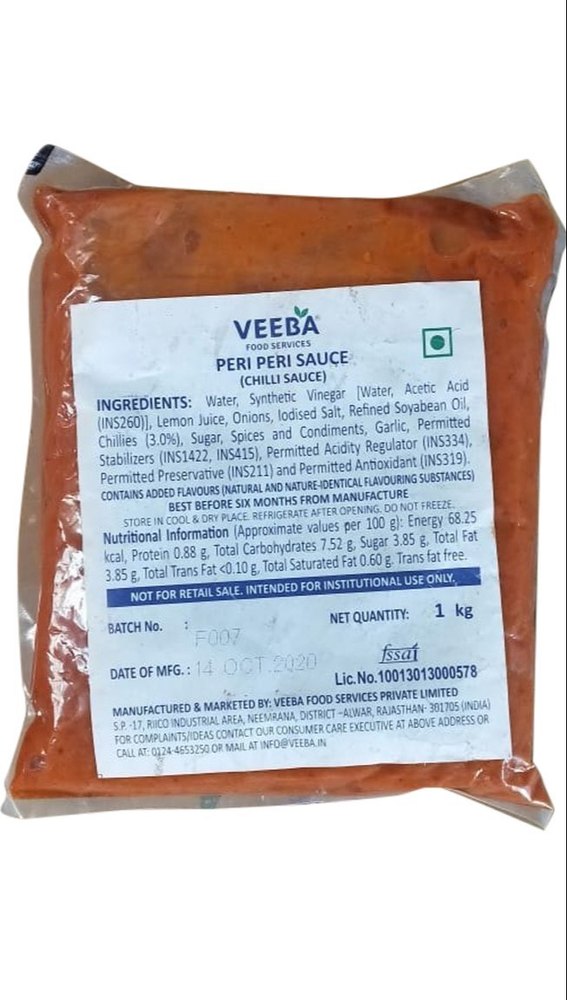 VEEBA
FOOD SERVICES
PERI PERI SAUCE
(CHILLI SAUCE)
INGREDIENTS: Water, Synthetic Vinegar [Water, Acetic Acid
(INS260)], Lemon Juice, Onions, Iodised Salt, Refined Soyabean Oil,
Chillies (3.0%), Sugar, Spices and Condiments, Garlic, Permitted
Stabilizers (INS1422, INS415), Permitted Acidity Regulator (INS334),
Permitted Preservative (INS211) and Permitted Antioxidant (INS319).
CONTAINS ADDED FLAVOURS (NATURAL AND NATURE-IDENTICAL FLAVOURING SUBSTANCES)
BEST BEFORE SIX MONTHS FROM MANUFACTURE
STORE IN COOL & DRY PLACE. REFRIGERATE AFTER OPENING. DO NOT FREEZE.
Nutritional Information (Approximate values per 100 g): Energy 68.25
kcal, Protein 0.88 g, Total Carbohydrates 7.52 g, Sugar 3.85 g, Total Fat
3.85 g, Total Trans Fat <0.10 g, Total Saturated Fat 0.60 g, Trans fat free.
NOT FOR RETAIL SALE. INTENDED FOR INSTITUTIONAL USE ONLY.
BATCH No. : F007
NET QUANTITY: 1 kg
DATE OF MFG. : 14 OCT.2020
fssai
Lic.No.10013013000578
MANUFACTURED & MARKETED BY: VEEBA FOOD SERVICES PRIVATE LIMITED
S.P.-17, RIICO INDUSTRIAL AREA, NEEMRANA, DISTRICT –ALWAR, RAJASTHAN- 301705 (INDIA)
FOR COMPLAINTS/IDEAS CONTACT OUR CONSUMER CARE EXECUTIVE AT ABOVE ADDRESS OR
CALL AT: 0124-4653250 OR MAIL AT INFO@VEEBA.IN